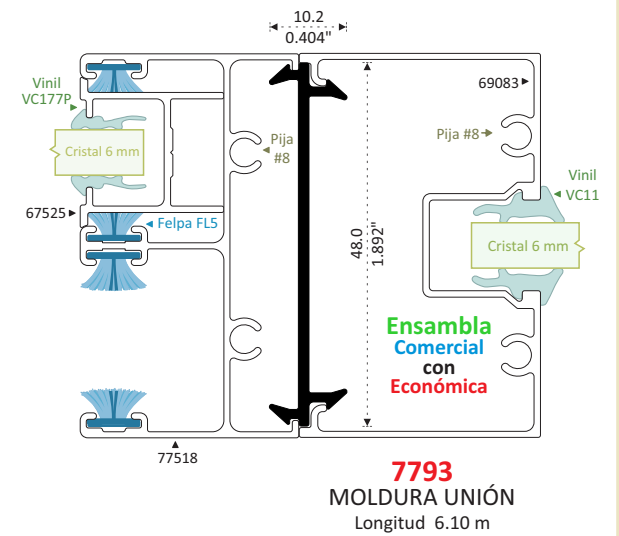 10.2
0.404"
69083
Vinil
VC177P
Cristal 6 mm
Pija
#8
Pija #8
Vinil
VC11
67525
Felpa FL5
48.0
1.892"
Cristal 6 mm
Ensambla
Comercial
con
Económica
77518
7793
MOLDURA UNIÓN
Longitud 6.10 m